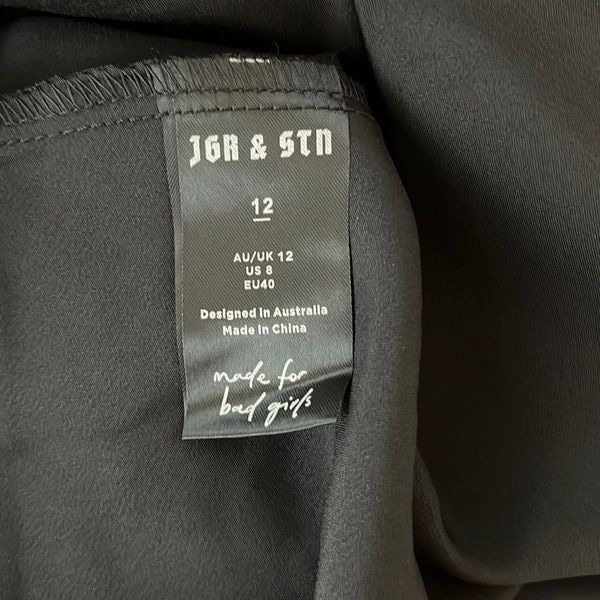 JGR & STN
12
AU/UK 12
US 8
EU40
Designed in Australia
Made in China
made for
bad girls